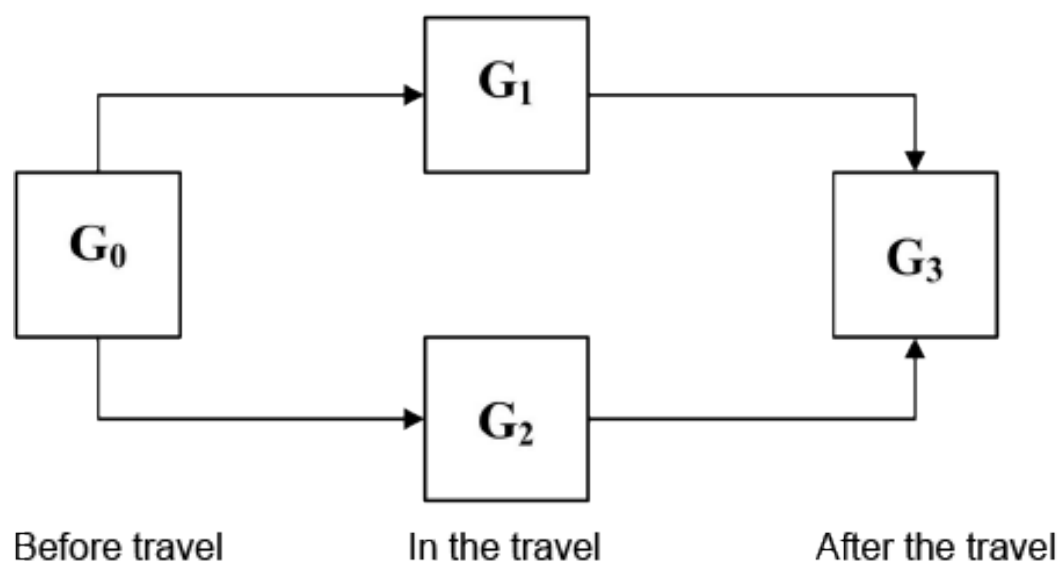 G₁
G₀
G₃
G₂
Before travel
In the travel
After the travel